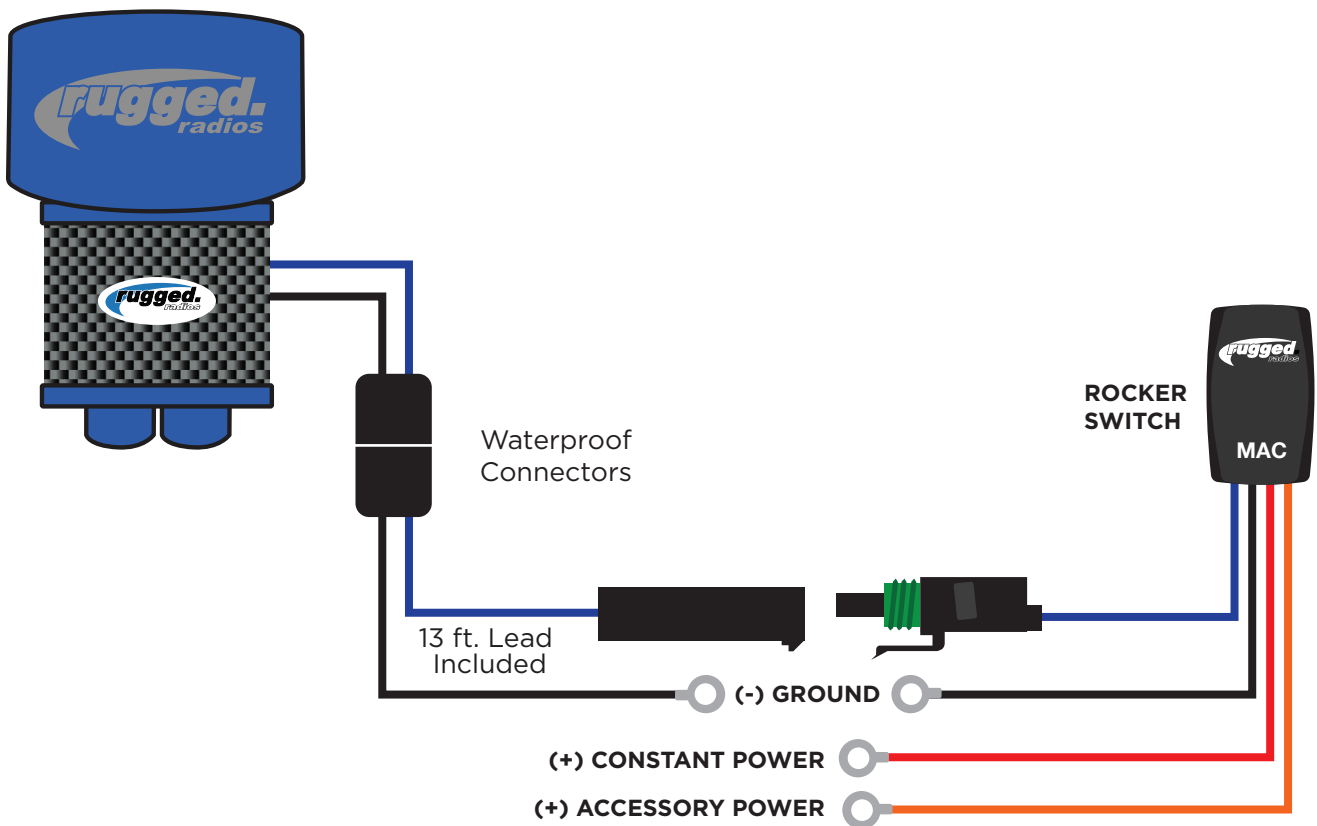 rugged.
radios
rugged.
radios
Waterproof
Connectors
13 ft. Lead
Included
rugged
radios
ROCKER
SWITCH
MAC
(-) GROUND
(+) CONSTANT POWER
(+) ACCESSORY POWER